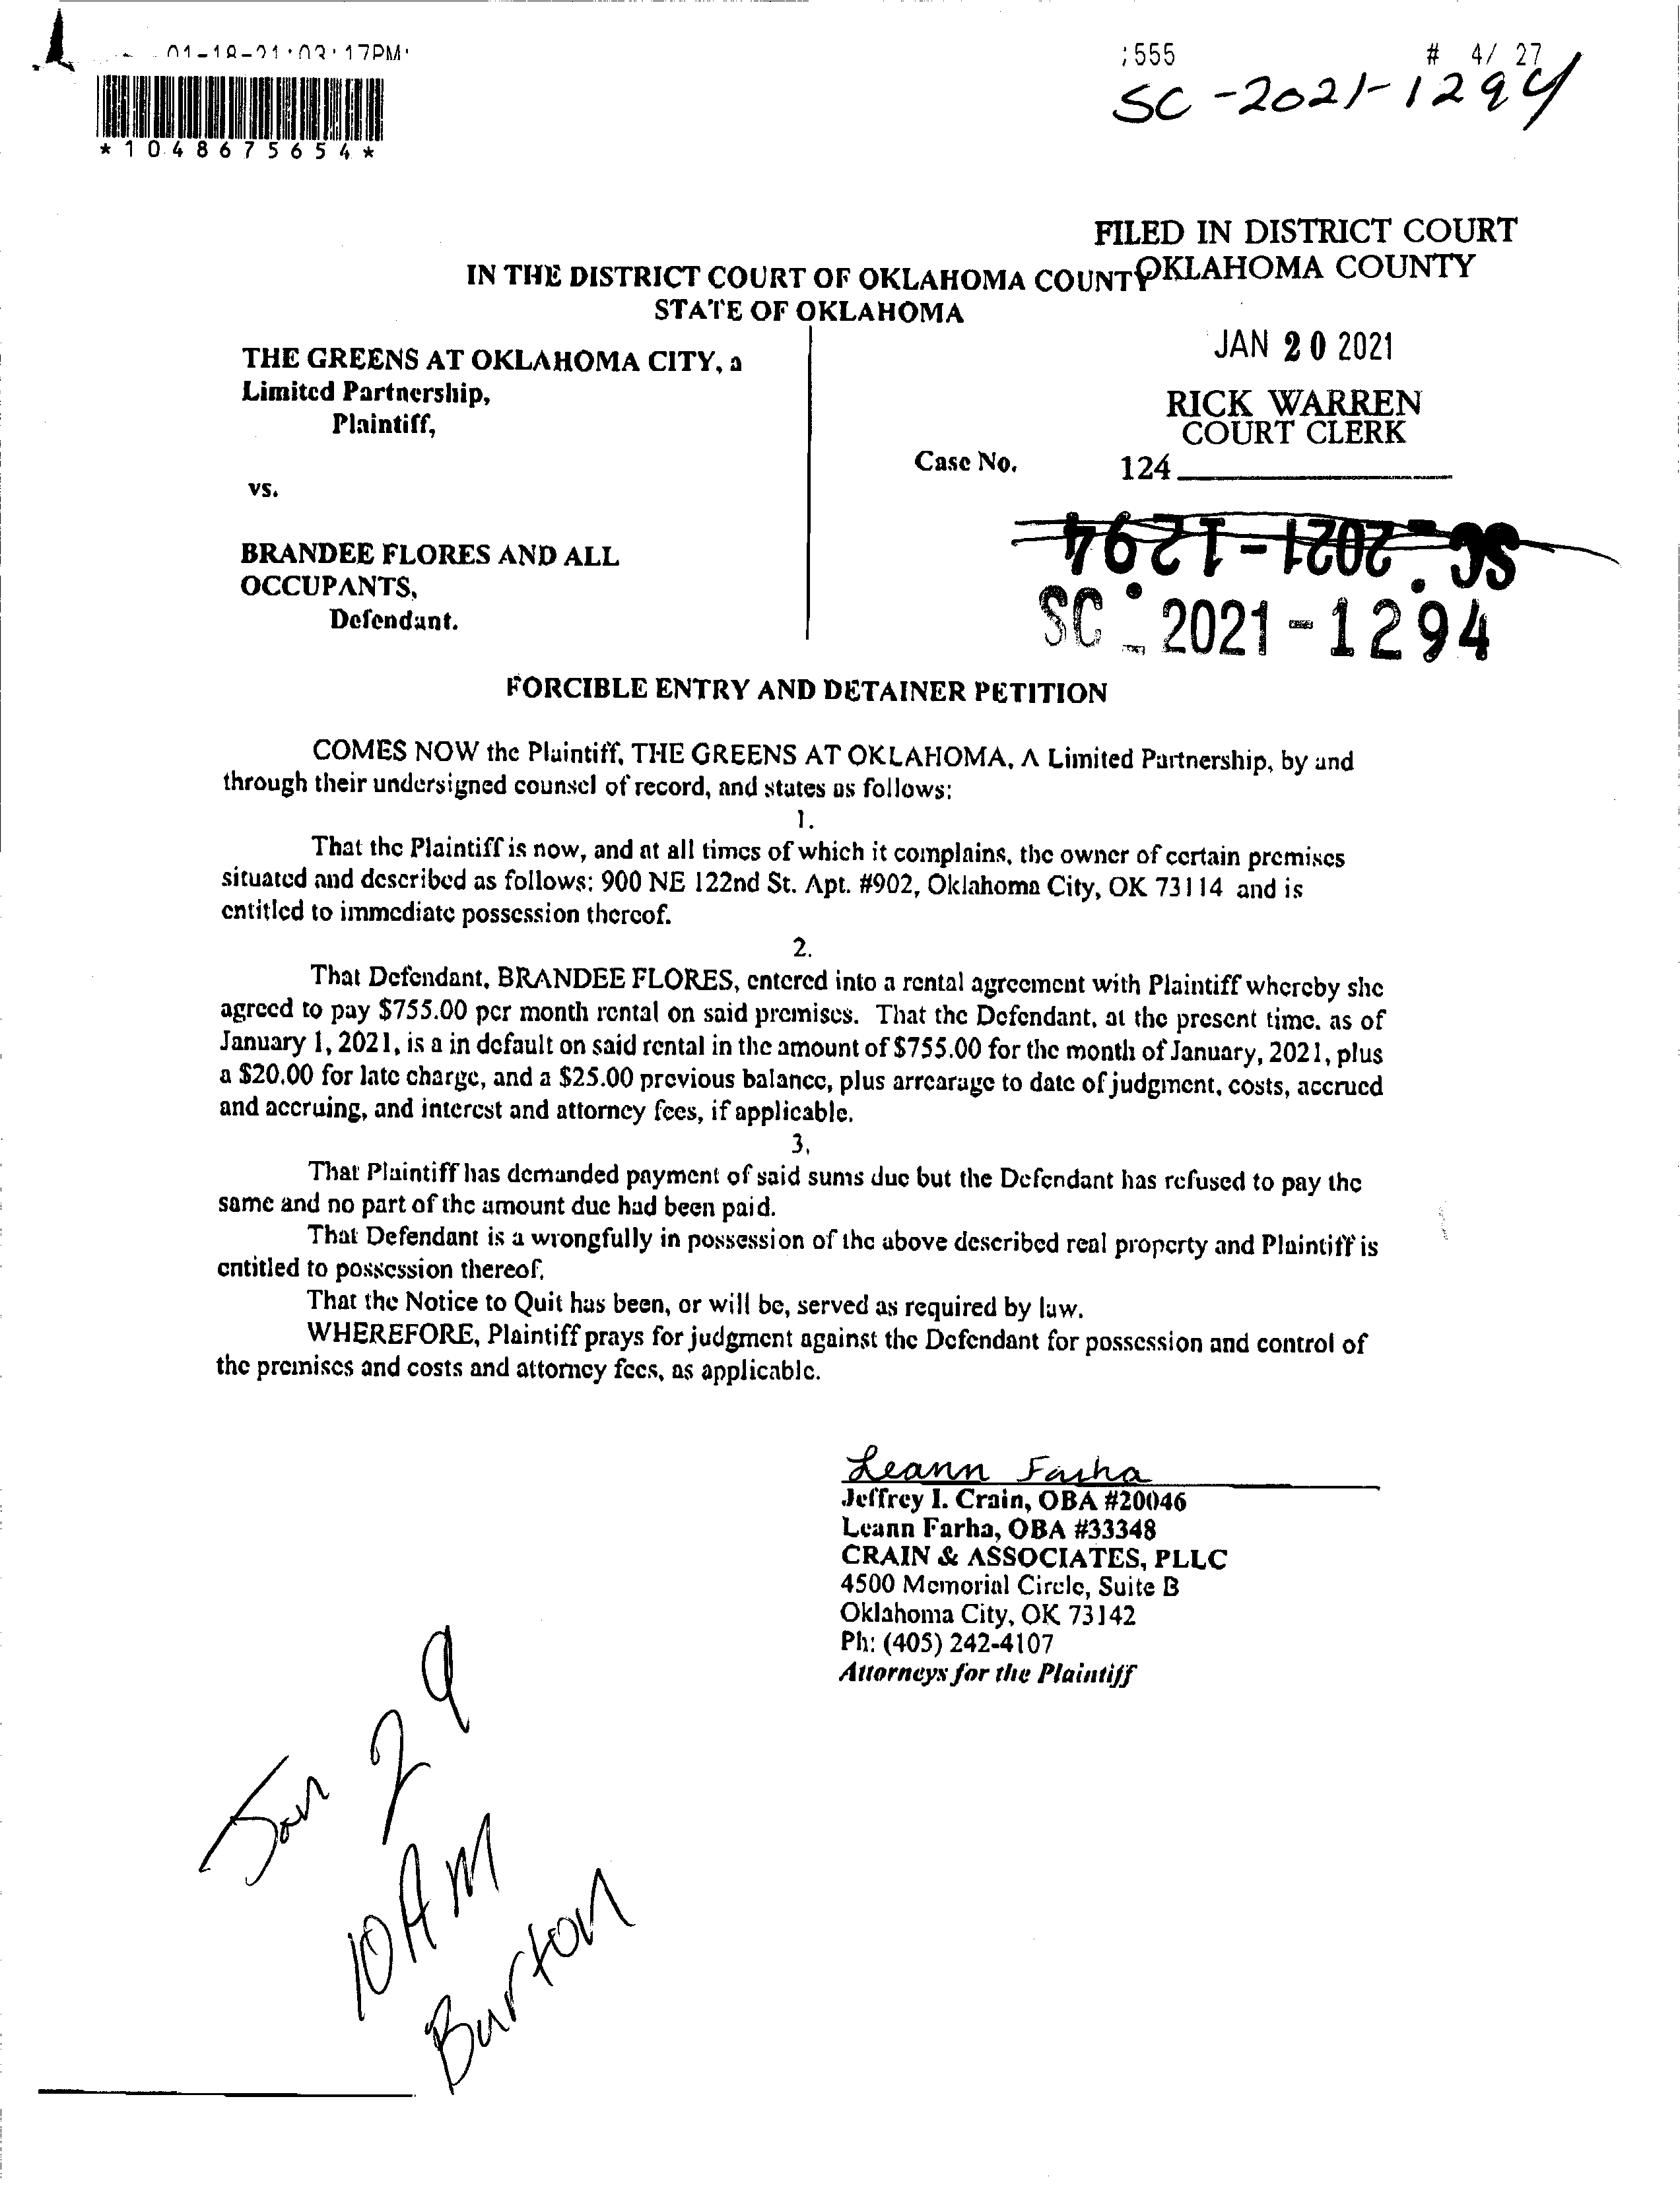 01-18-21:03:17PM;
;555 # 4/ 27
SC-2021-1294
*1048675654*
FILED IN DISTRICT COURT
OKLAHOMA COUNTY
IN THE DISTRICT COURT OF OKLAHOMA COUNTY
STATE OF OKLAHOMA
JAN 20 2021
RICK WARREN
COURT CLERK
124
THE GREENS AT OKLAHOMA CITY, a
Limited Partnership,
Plaintiff,
Case No.
vs.
SC-2021-1294
BRANDEE FLORES AND ALL
OCCUPANTS,
Defendant.
SC-2021-1294
FORCIBLE ENTRY AND DETAINER PETITION
COMES NOW the Plaintiff, THE GREENS AT OKLAHOMA, A Limited Partnership, by and
through their undersigned counsel of record, and states as follows:
1.
That the Plaintiff is now, and at all times of which it complains, the owner of certain premises
situated and described as follows: 900 NE 122nd St. Apt. #902, Oklahoma City, OK 73114 and is
entitled to immediate possession thereof.
2.
That Defendant, BRANDEE FLORES, entered into a rental agreement with Plaintiff whereby she
agreed to pay $755.00 per month rental on said premises. That the Defendant, at the present time, as of
January 1, 2021, is a in default on said rental in the amount of $755.00 for the month of January, 2021, plus
a $20.00 for late charge, and a $25.00 previous balance, plus arrearage to date of judgment, costs, accrued
and accruing, and interest and attorney fees, if applicable.
3.
That Plaintiff has demanded payment of said sums due but the Defendant has refused to pay the
same and no part of the amount due had been paid.
That Defendant is a wrongfully in possession of the above described real property and Plaintiff is
entitled to possession thereof.
That the Notice to Quit has been, or will be, served as required by law.
WHEREFORE, Plaintiff prays for judgment against the Defendant for possession and control of
the premises and costs and attorney fees, as applicable.
Leann Farha
Jeffrey I. Crain, OBA #20046
Leann Farha, OBA #33348
CRAIN & ASSOCIATES, PLLC
4500 Memorial Circle, Suite B
Oklahoma City, OK 73142
Ph: (405) 242-4107
Attorneys for the Plaintiff
Jan 29
10 AM
Burton